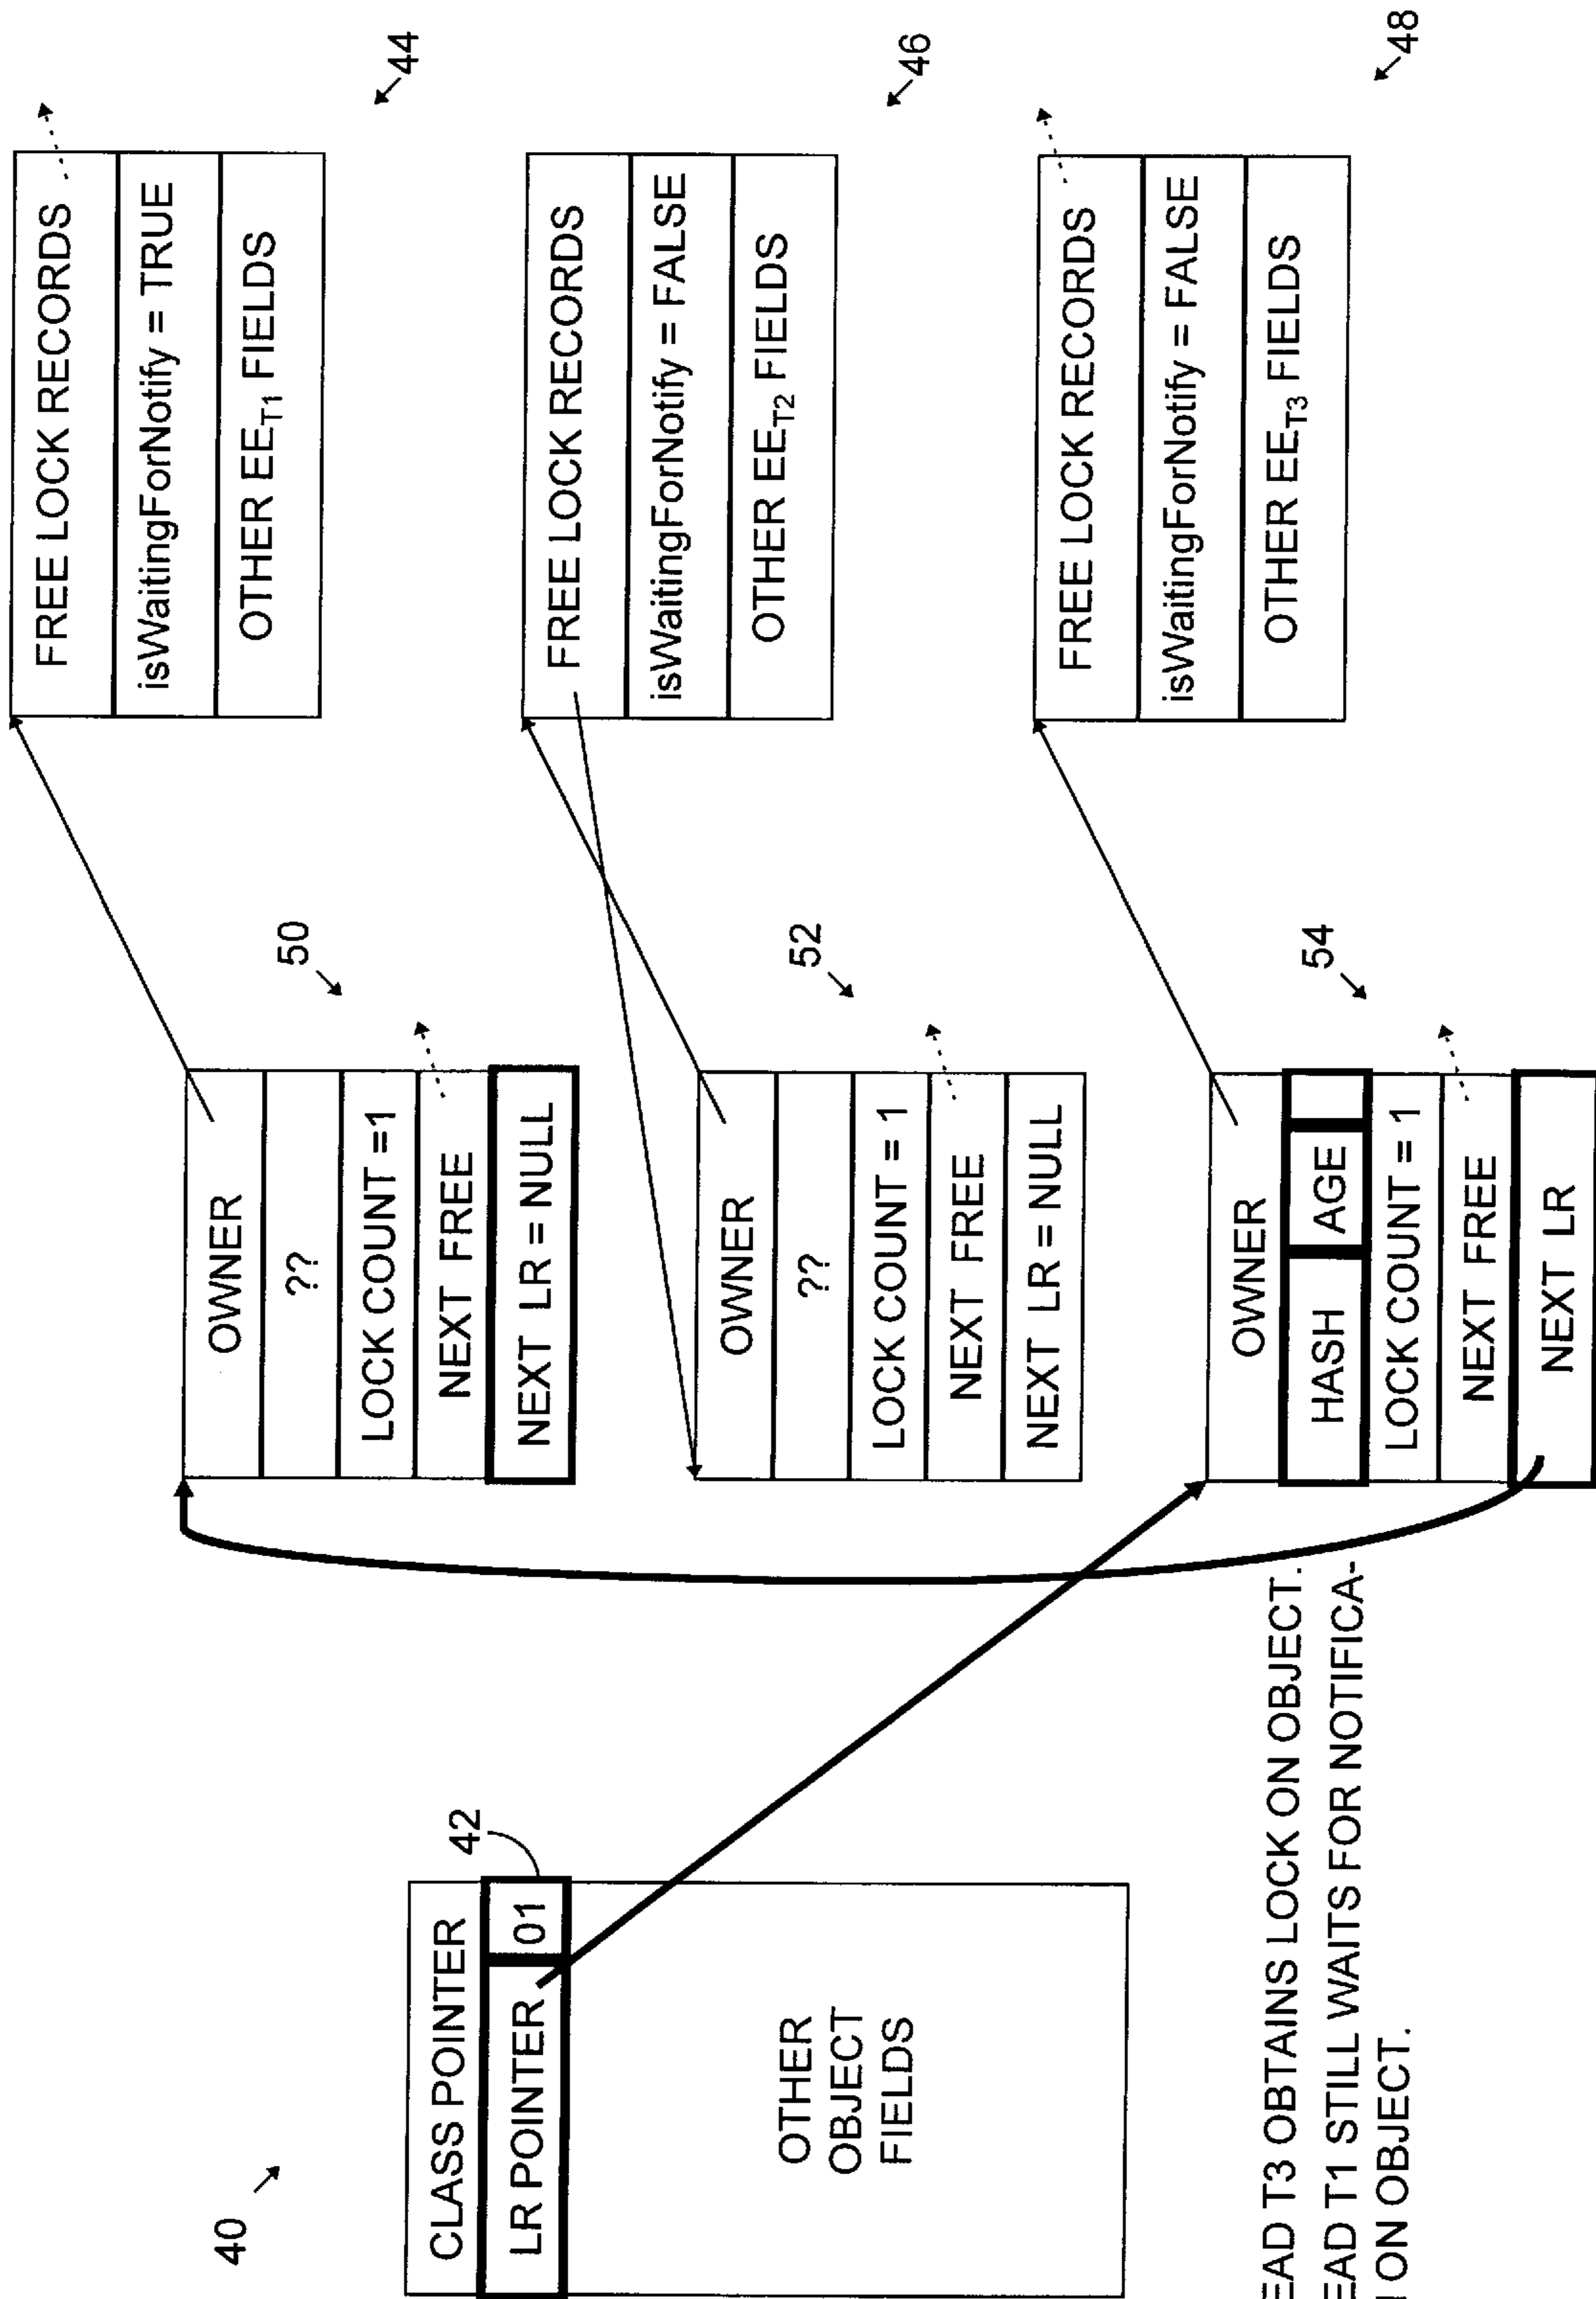 40
CLASS POINTER
LR POINTER 01
42
OTHER
OBJECT
FIELDS
EAD T3 OBTAINS LOCK ON OBJECT.
EAD T1 STILL WAITS FOR NOTIFICA-
ON OBJECT.
50
OWNER
??
LOCK COUNT =1
NEXT FREE
NEXT LR = NULL
52
OWNER
??
LOCK COUNT = 1
NEXT FREE
NEXT LR = NULL
54
OWNER
HASH AGE
LOCK COUNT = 1
NEXT FREE
NEXT LR
FREE LOCK RECORDS
isWaitingForNotify = TRUE
OTHER EE_T1 FIELDS
44
FREE LOCK RECORDS
isWaitingForNotify = FALSE
OTHER EE_T2 FIELDS
46
FREE LOCK RECORDS
isWaitingForNotify = FALSE
OTHER EE_T3 FIELDS
48